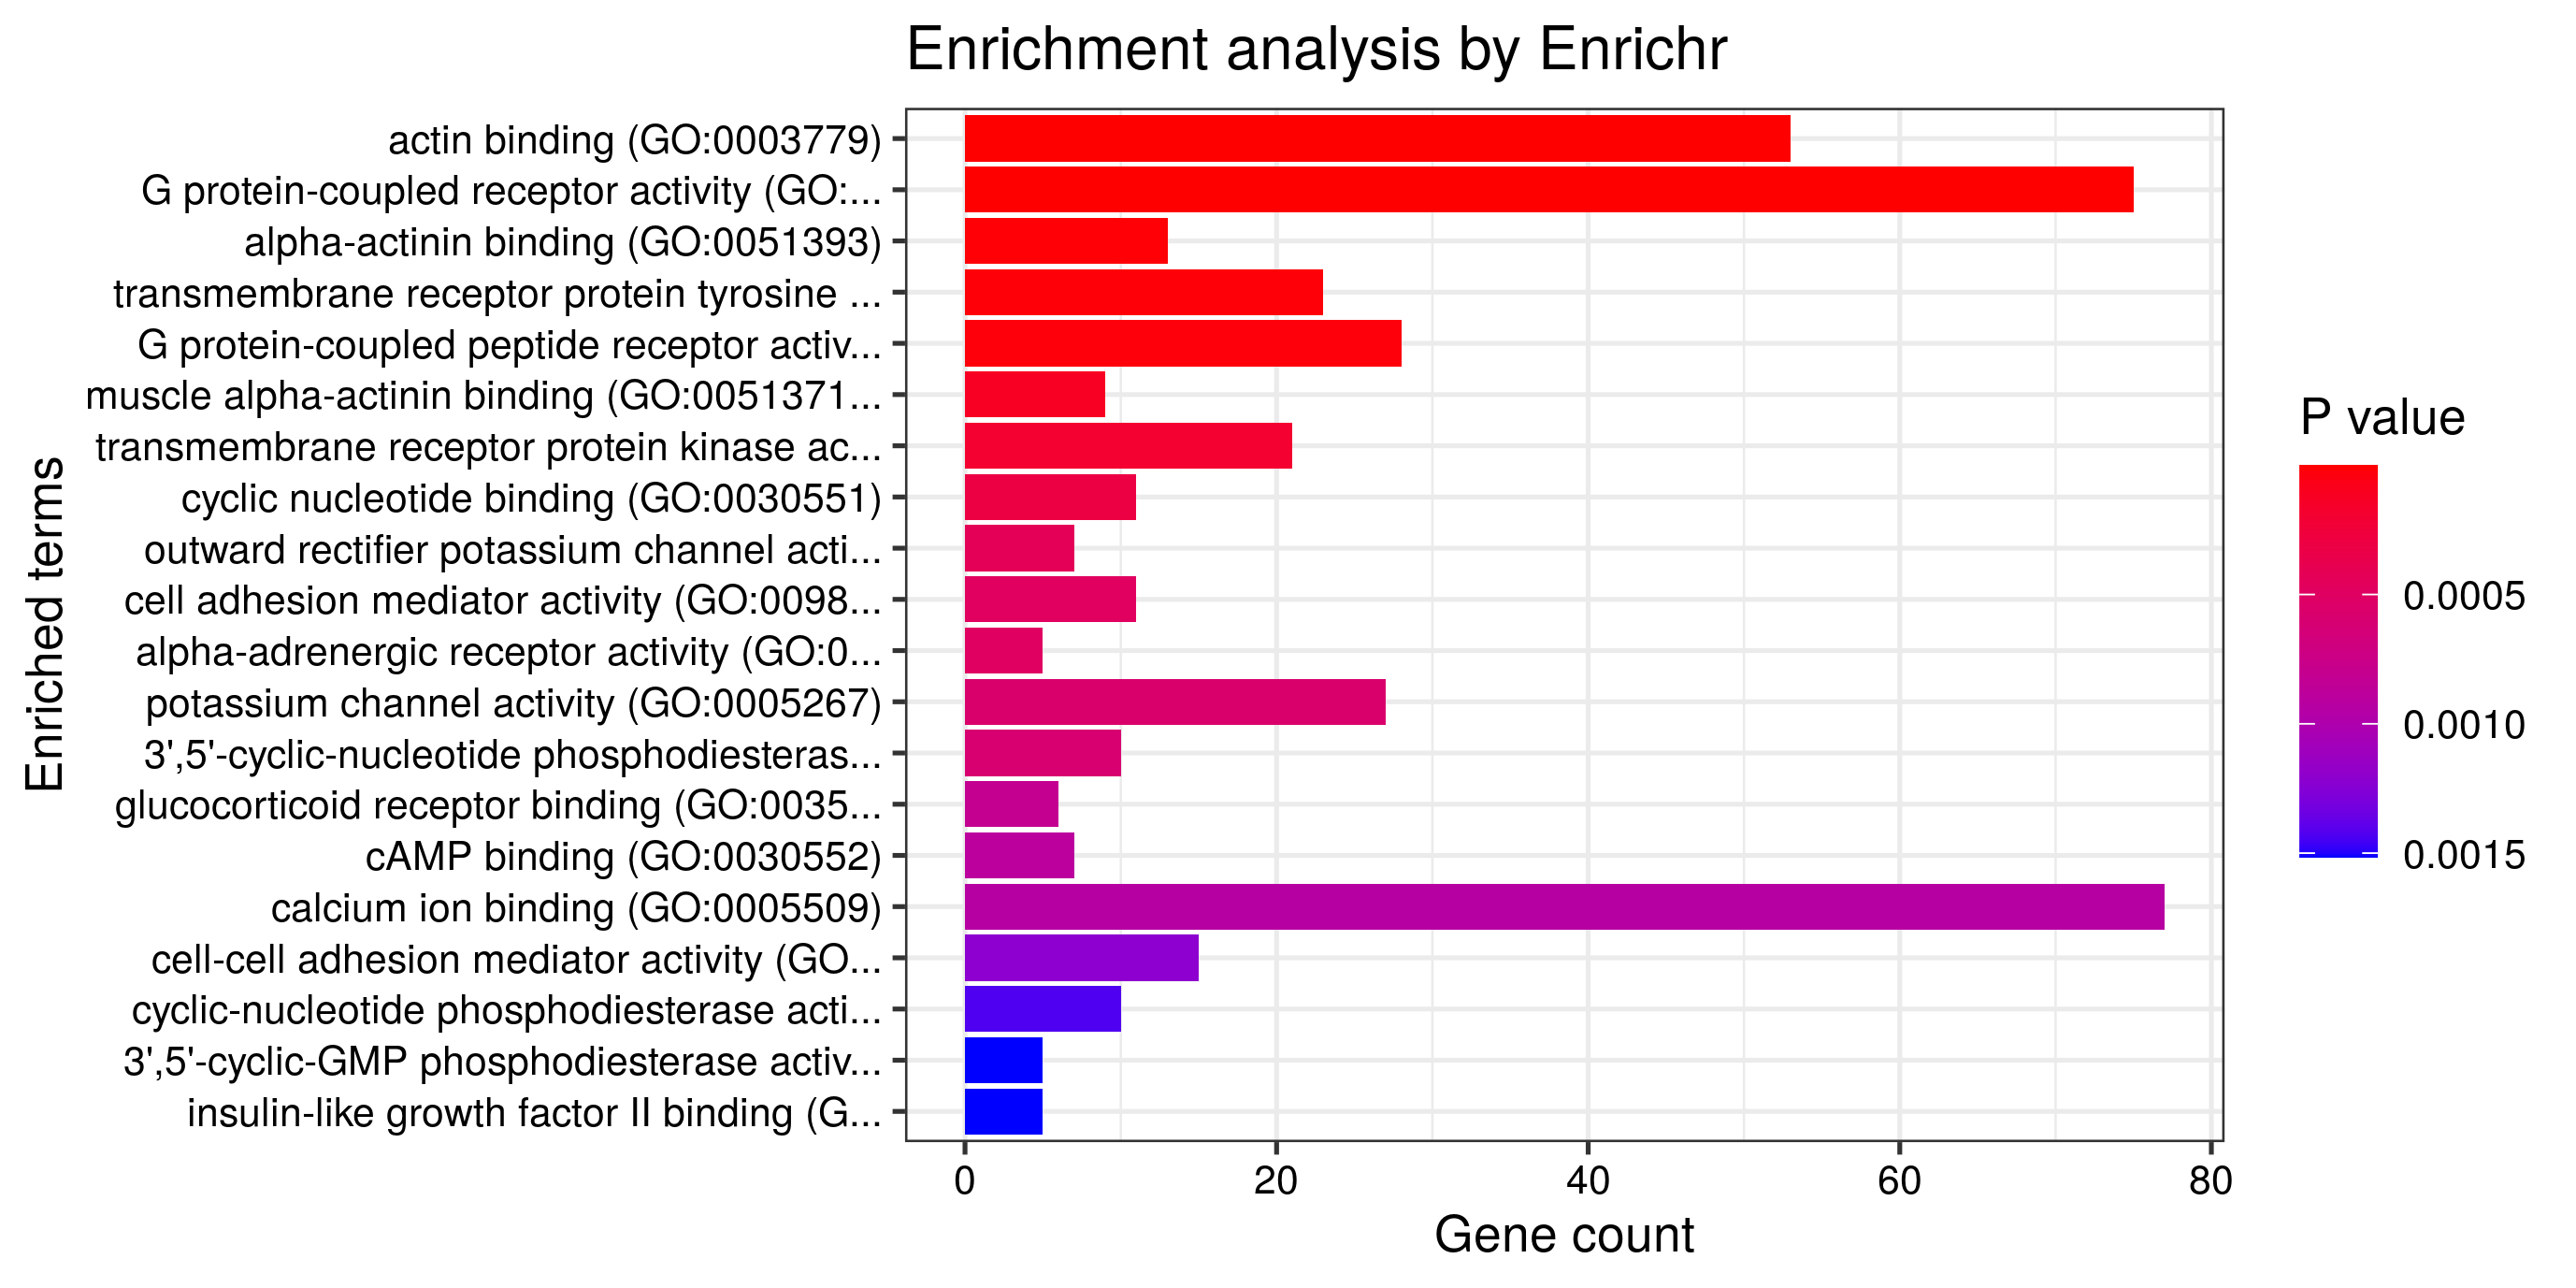 Enrichment analysis by Enrichr
Enriched terms
actin binding (GO:0003779)
G protein-coupled receptor activity (GO:...
alpha-actinin binding (GO:0051393)
transmembrane receptor protein tyrosine ...
G protein-coupled peptide receptor activ...
muscle alpha-actinin binding (GO:0051371...
transmembrane receptor protein kinase ac...
cyclic nucleotide binding (GO:0030551)
outward rectifier potassium channel acti...
cell adhesion mediator activity (GO:0098...
alpha-adrenergic receptor activity (GO:0...
potassium channel activity (GO:0005267)
3',5'-cyclic-nucleotide phosphodiesteras...
glucocorticoid receptor binding (GO:0035...
cAMP binding (GO:0030552)
calcium ion binding (GO:0005509)
cell-cell adhesion mediator activity (GO...
cyclic-nucleotide phosphodiesterase acti...
3',5'-cyclic-GMP phosphodiesterase activ...
insulin-like growth factor II binding (G...
0 20 40 60 80
Gene count
P value
0.0005
0.0010
0.0015